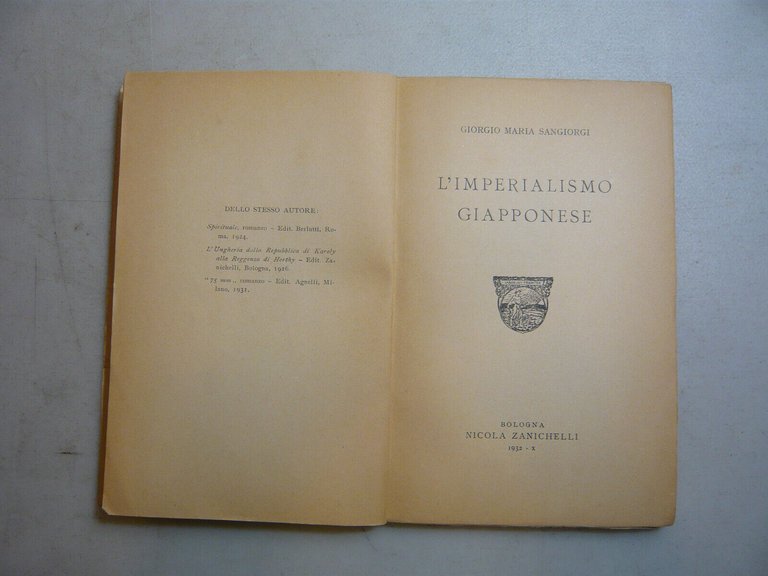 DELLO STESSO AUTORE:
Spirituale, romanzo - Edit. Berlutti, Ro-
ma, 1924.
L'Ungheria dalla Repubblica di Karoly
alla Reggenza di Horthy - Edit. Za-
nichelli, Bologna, 1926.
"75 mm„ romanzo - Edit. Agnelli, Mi-
lano, 1931.
GIORGIO MARIA SANGIORGI
L'IMPERIALISMO
GIAPPONESE
BOLOGNA
NICOLA ZANICHELLI
1932 - X